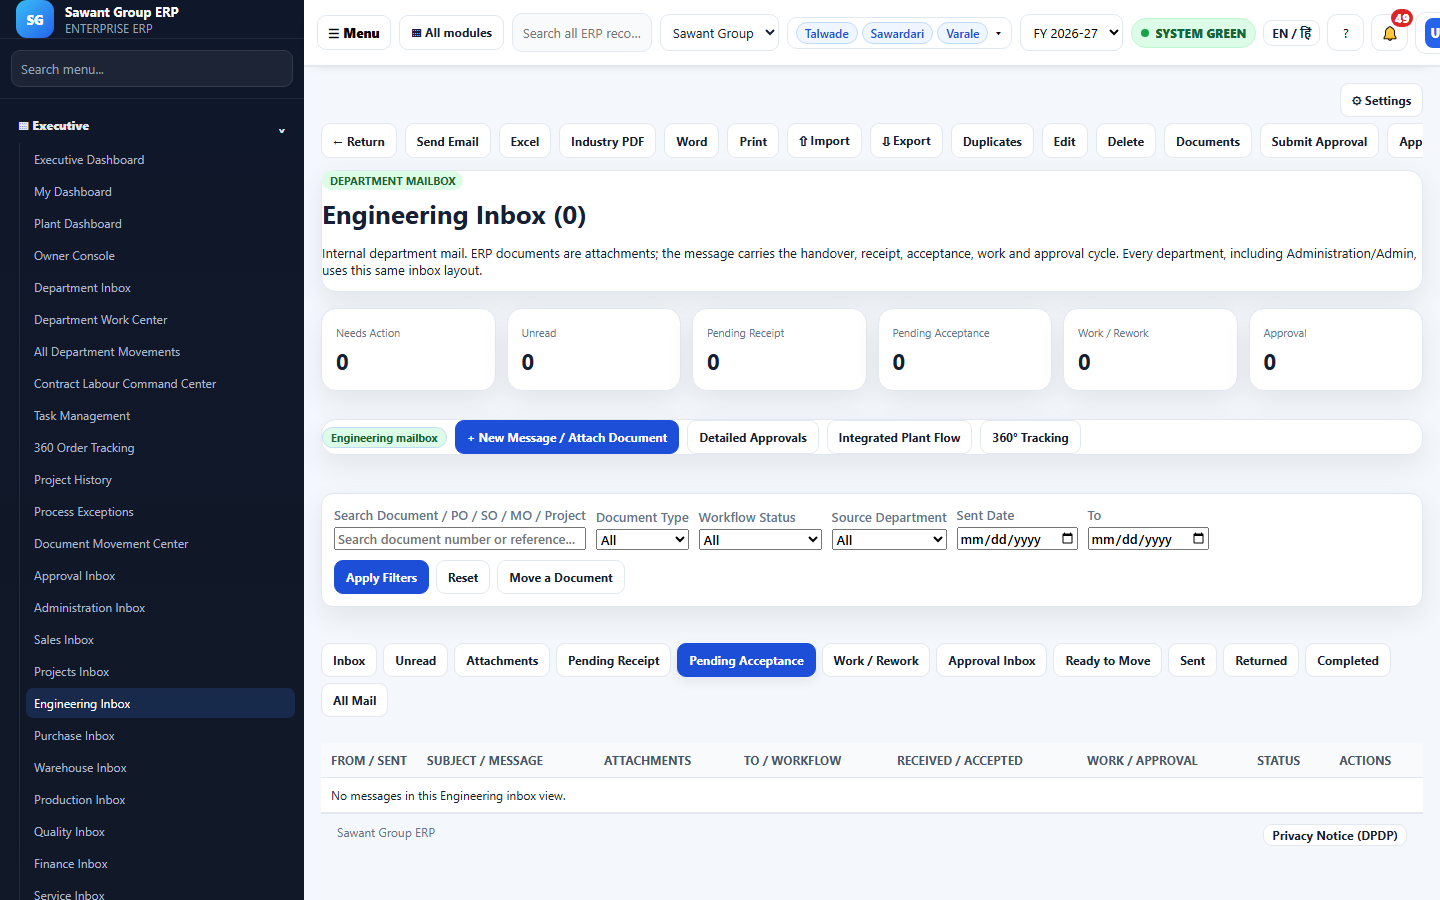 SG
Sawant Group ERP
ENTERPRISE ERP
Search menu...
Executive
Executive Dashboard
My Dashboard
Plant Dashboard
Owner Console
Department Inbox
Department Work Center
All Department Movements
Contract Labour Command Center
Task Management
360 Order Tracking
Project History
Process Exceptions
Document Movement Center
Approval Inbox
Administration Inbox
Sales Inbox
Projects Inbox
Engineering Inbox
Purchase Inbox
Warehouse Inbox
Production Inbox
Quality Inbox
Finance Inbox
Service Inbox
☰ Menu
All modules
Search all ERP reco...
Sawant Group
Talwade
Sawardari
Varale
FY 2026-27
SYSTEM GREEN
EN / हिं
?
49
U
⚙ Settings
← Return
Send Email
Excel
Industry PDF
Word
Print
⇧ Import
⇩ Export
Duplicates
Edit
Delete
Documents
Submit Approval
App
DEPARTMENT MAILBOX
Engineering Inbox (0)
Internal department mail. ERP documents are attachments; the message carries the handover, receipt, acceptance, work and approval cycle. Every department, including Administration/Admin,
uses this same inbox layout.
Needs Action
0
Unread
0
Pending Receipt
0
Pending Acceptance
0
Work / Rework
0
Approval
0
Engineering mailbox
+ New Message / Attach Document
Detailed Approvals
Integrated Plant Flow
360° Tracking
Search Document / PO / SO / MO / Project
Search document number or reference...
Document Type
All
Workflow Status
All
Source Department
All
Sent Date
mm/dd/yyyy
To
mm/dd/yyyy
Apply Filters
Reset
Move a Document
Inbox
Unread
Attachments
Pending Receipt
Pending Acceptance
Work / Rework
Approval Inbox
Ready to Move
Sent
Returned
Completed
All Mail
FROM / SENT
SUBJECT / MESSAGE
ATTACHMENTS
TO / WORKFLOW
RECEIVED / ACCEPTED
WORK / APPROVAL
STATUS
ACTIONS
No messages in this Engineering inbox view.
Sawant Group ERP
Privacy Notice (DPDP)